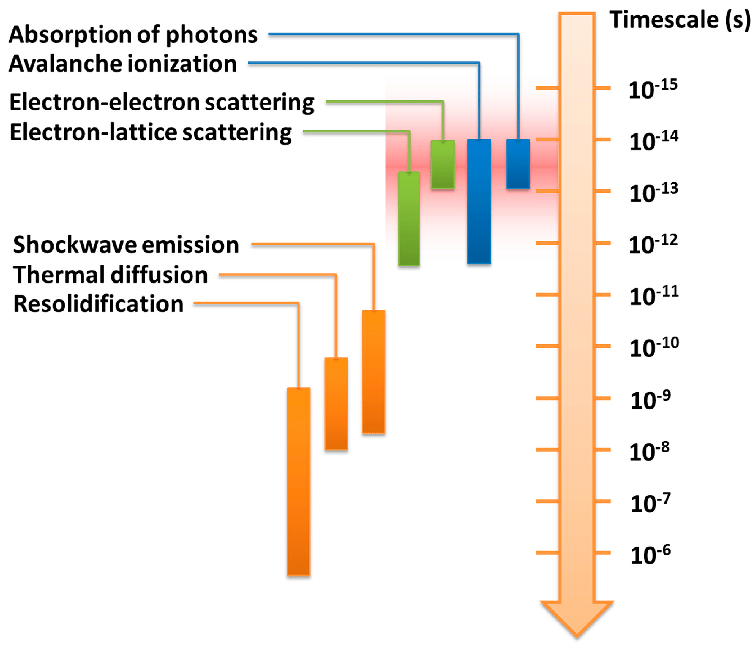 Timescale (s)
Absorption of photons
Avalanche ionization
Electron-electron scattering
Electron-lattice scattering
Shockwave emission
Thermal diffusion
Resolidification
10⁻¹⁵
10⁻¹⁴
10⁻¹³
10⁻¹²
10⁻¹¹
10⁻¹⁰
10⁻⁹
10⁻⁸
10⁻⁷
10⁻⁶